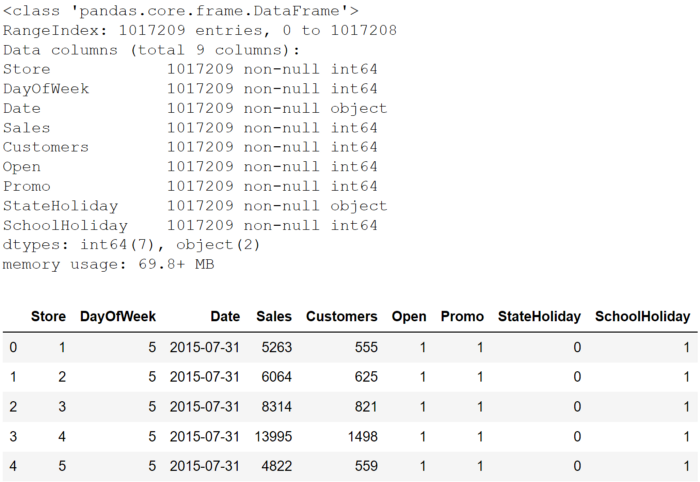 <class 'pandas.core.frame.DataFrame'>
RangeIndex: 1017209 entries, 0 to 1017208
Data columns (total 9 columns):
Store 1017209 non-null int64
DayOfWeek 1017209 non-null int64
Date 1017209 non-null object
Sales 1017209 non-null int64
Customers 1017209 non-null int64
Open 1017209 non-null int64
Promo 1017209 non-null int64
StateHoliday 1017209 non-null object
SchoolHoliday 1017209 non-null int64
dtypes: int64(7), object(2)
memory usage: 69.8+ MB
Store DayOfWeek Date Sales Customers Open Promo StateHoliday SchoolHoliday
0 1 5 2015-07-31 5263 555 1 1 0 1
1 2 5 2015-07-31 6064 625 1 1 0 1
2 3 5 2015-07-31 8314 821 1 1 0 1
3 4 5 2015-07-31 13995 1498 1 1 0 1
4 5 5 2015-07-31 4822 559 1 1 0 1